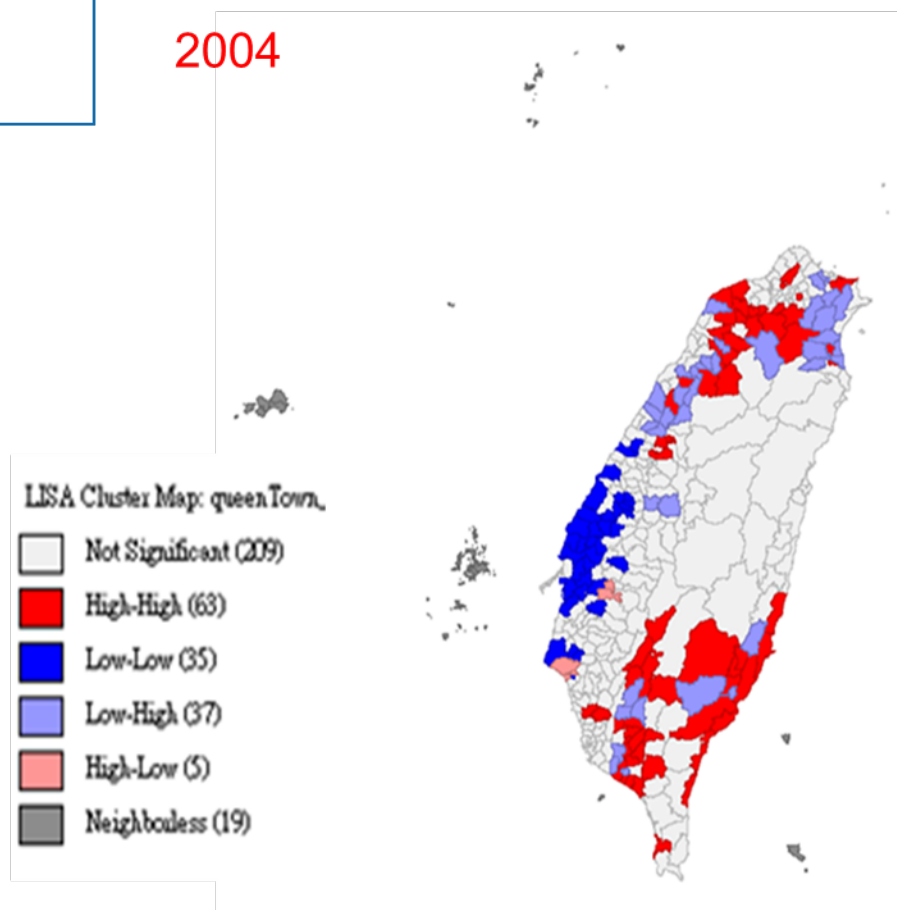 2004
LISA Cluster Map: queenTown_
Not Significant (209)
High-High (63)
Low-Low (35)
Low-High (37)
High-Low (5)
Neighborless (19)